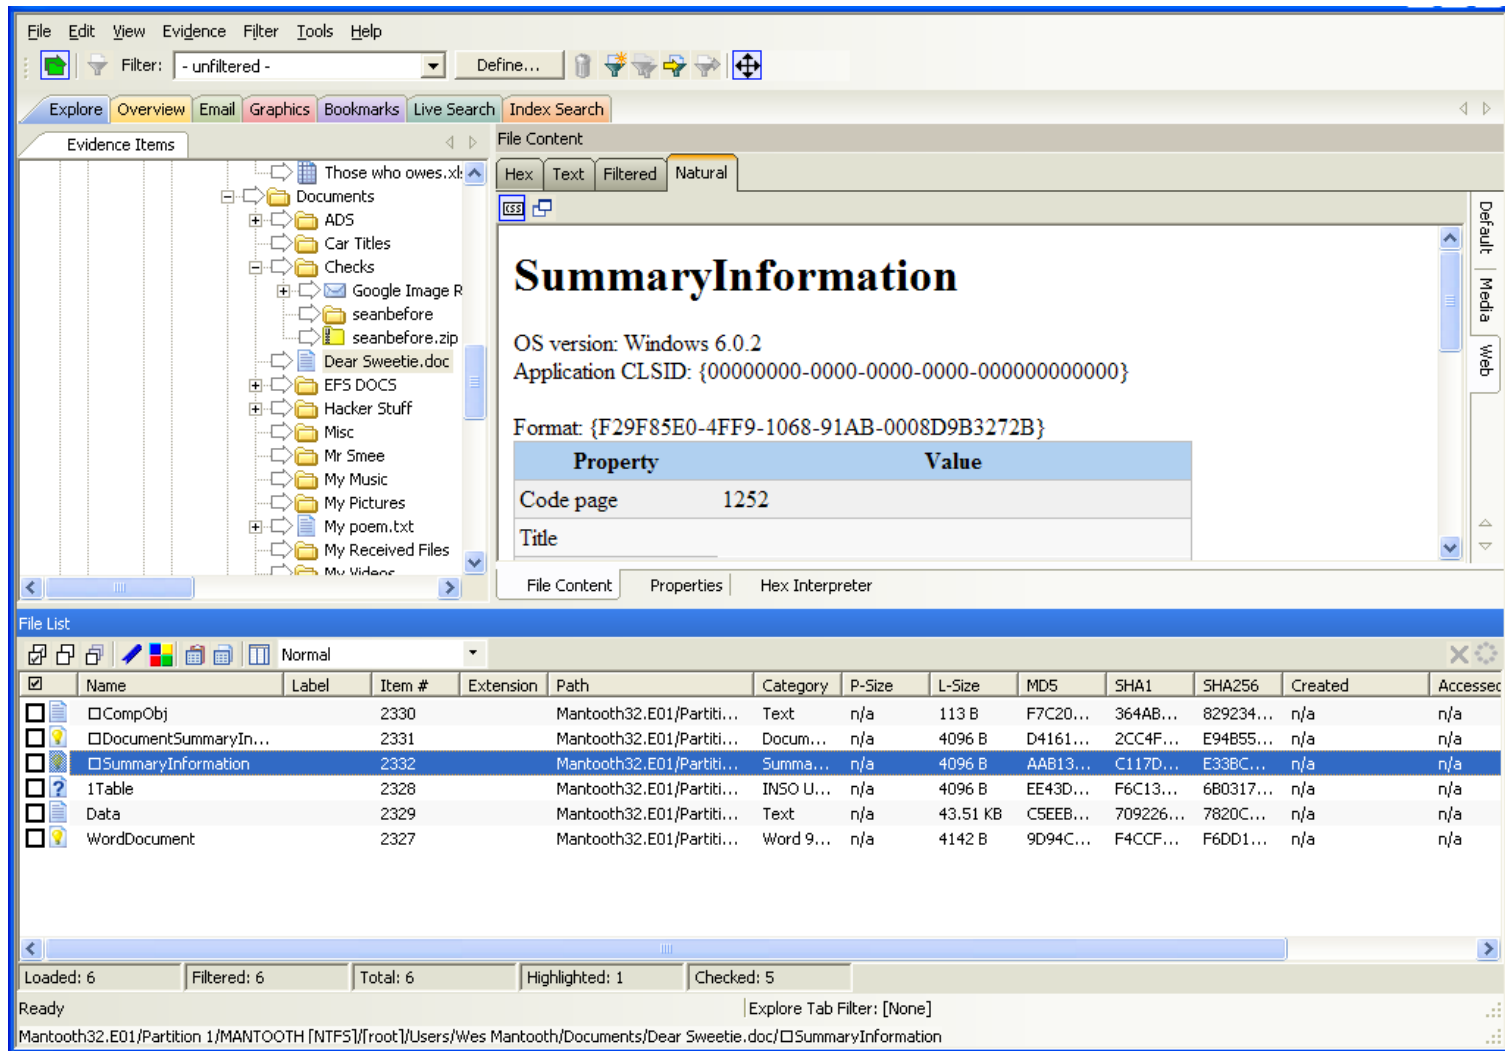 File Edit View Evidence Filter Tools Help
Filter: - unfiltered - Define...
Explore Overview Email Graphics Bookmarks Live Search Index Search
Evidence Items
Those who owes.xl
Documents
ADS
Car Titles
Checks
Google Image R
seanbefore
seanbefore.zip
Dear Sweetie.doc
EFS DOCS
Hacker Stuff
Misc
Mr Smee
My Music
My Pictures
My poem.txt
My Received Files
My Videos
File Content
Hex Text Filtered Natural
CSS
SummaryInformation
OS version: Windows 6.0.2
Application CLSID: {00000000-0000-0000-0000-000000000000}
Format: {F29F85E0-4FF9-1068-91AB-0008D9B3272B}
Property Value
Code page 1252
Title
Default
Media
Web
File Content Properties Hex Interpreter
File List
Normal
Name Label Item # Extension Path Category P-Size L-Size MD5 SHA1 SHA256 Created Accessed
□CompObj 2330 Mantooth32.E01/Partiti... Text n/a 113 B F7C20... 364AB... 829234... n/a n/a
□DocumentSummaryIn... 2331 Mantooth32.E01/Partiti... Docum... n/a 4096 B D4161... 2CC4F... E94B55... n/a n/a
□SummaryInformation 2332 Mantooth32.E01/Partiti... Summa... n/a 4096 B AAB13... C117D... E33BC... n/a n/a
1Table 2328 Mantooth32.E01/Partiti... INSO U... n/a 4096 B EE43D... F6C13... 6B0317... n/a n/a
Data 2329 Mantooth32.E01/Partiti... Text n/a 43.51 KB C5EEB... 709226... 7820C... n/a n/a
WordDocument 2327 Mantooth32.E01/Partiti... Word 9... n/a 4142 B 9D94C... F4CCF... F6DD1... n/a n/a
Loaded: 6 Filtered: 6 Total: 6 Highlighted: 1 Checked: 5
Ready Explore Tab Filter: [None]
Mantooth32.E01/Partition 1/MANTOOTH [NTFS]/[root]/Users/Wes Mantooth/Documents/Dear Sweetie.doc/□SummaryInformation